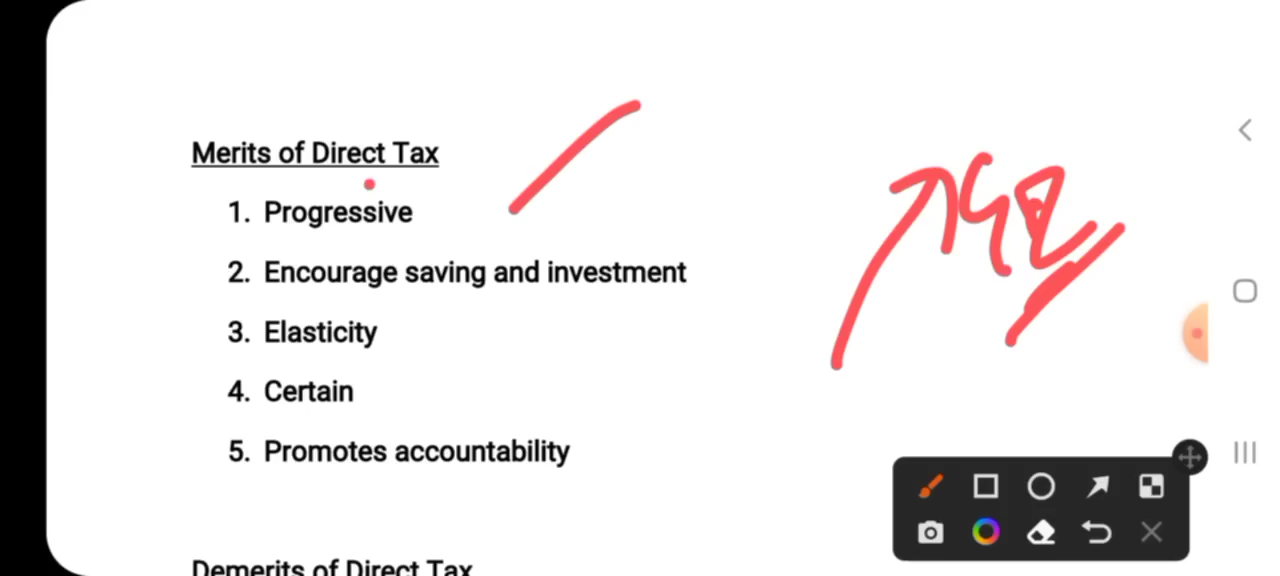 Merits of Direct Tax
1. Progressive
2. Encourage saving and investment
3. Elasticity
4. Certain
5. Promotes accountability
Demerits of Direct Tax